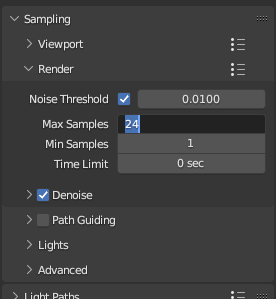 Sampling
Viewport
Render
Noise Threshold 0.0100
Max Samples 24
Min Samples 1
Time Limit 0 sec
Denoise
Path Guiding
Lights
Advanced
Light Paths